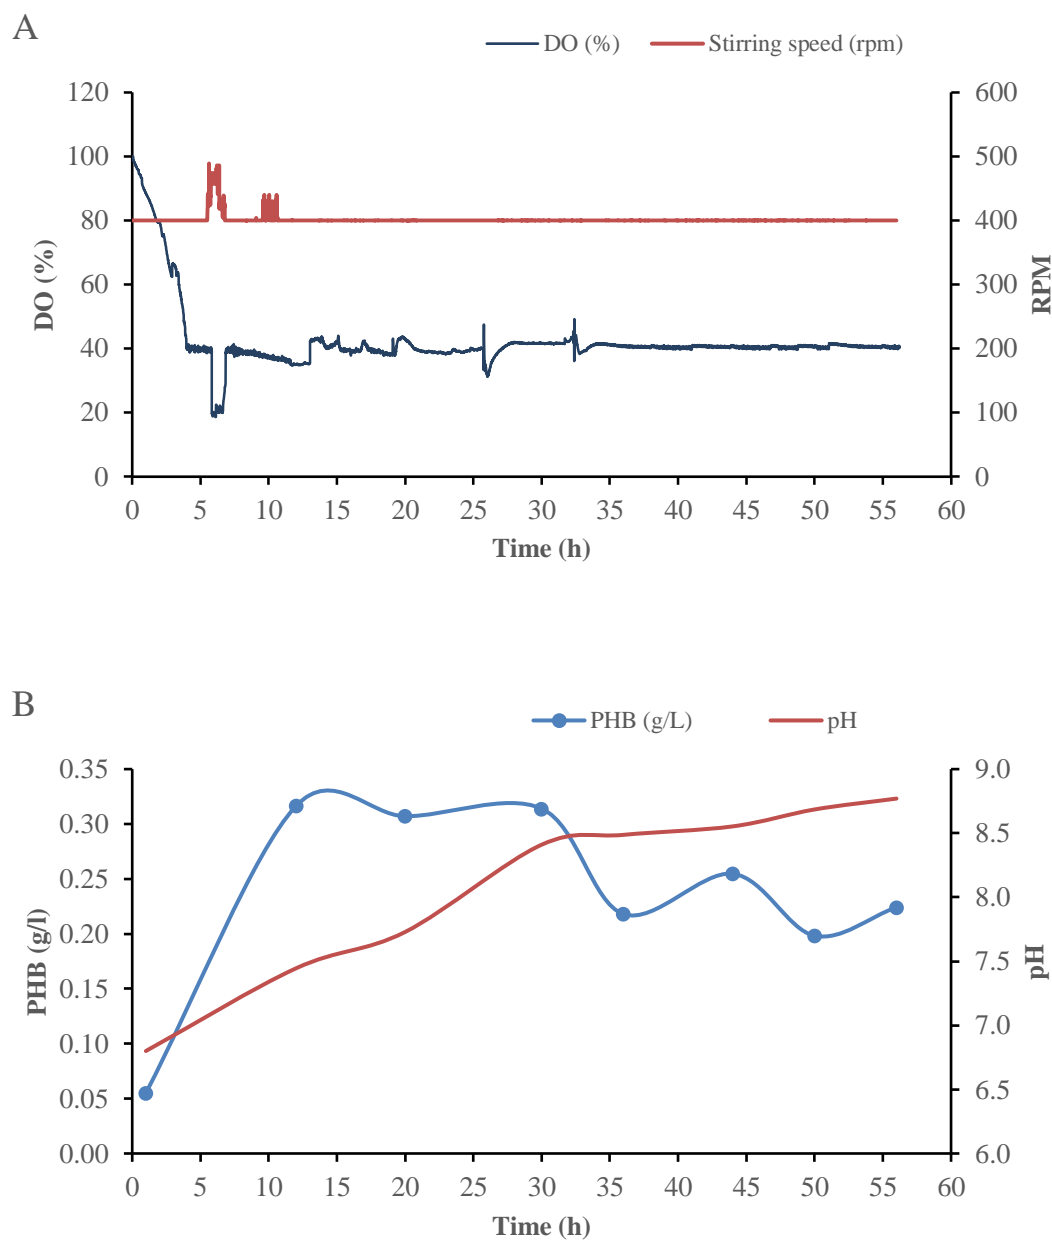 A
DO (%) Stirring speed (rpm)
120 600
100 500
80 400
60 300
40 200
20 100
0 0
DO (%)
RPM
0 5 10 15 20 25 30 35 40 45 50 55 60
Time (h)
B
PHB (g/L) pH
0.35 9.0
0.30 8.5
0.25 8.0
0.20 7.5
0.15 7.0
0.10 6.5
0.05 6.0
0.00
PHB (g/l)
pH
0 5 10 15 20 25 30 35 40 45 50 55 60
Time (h)